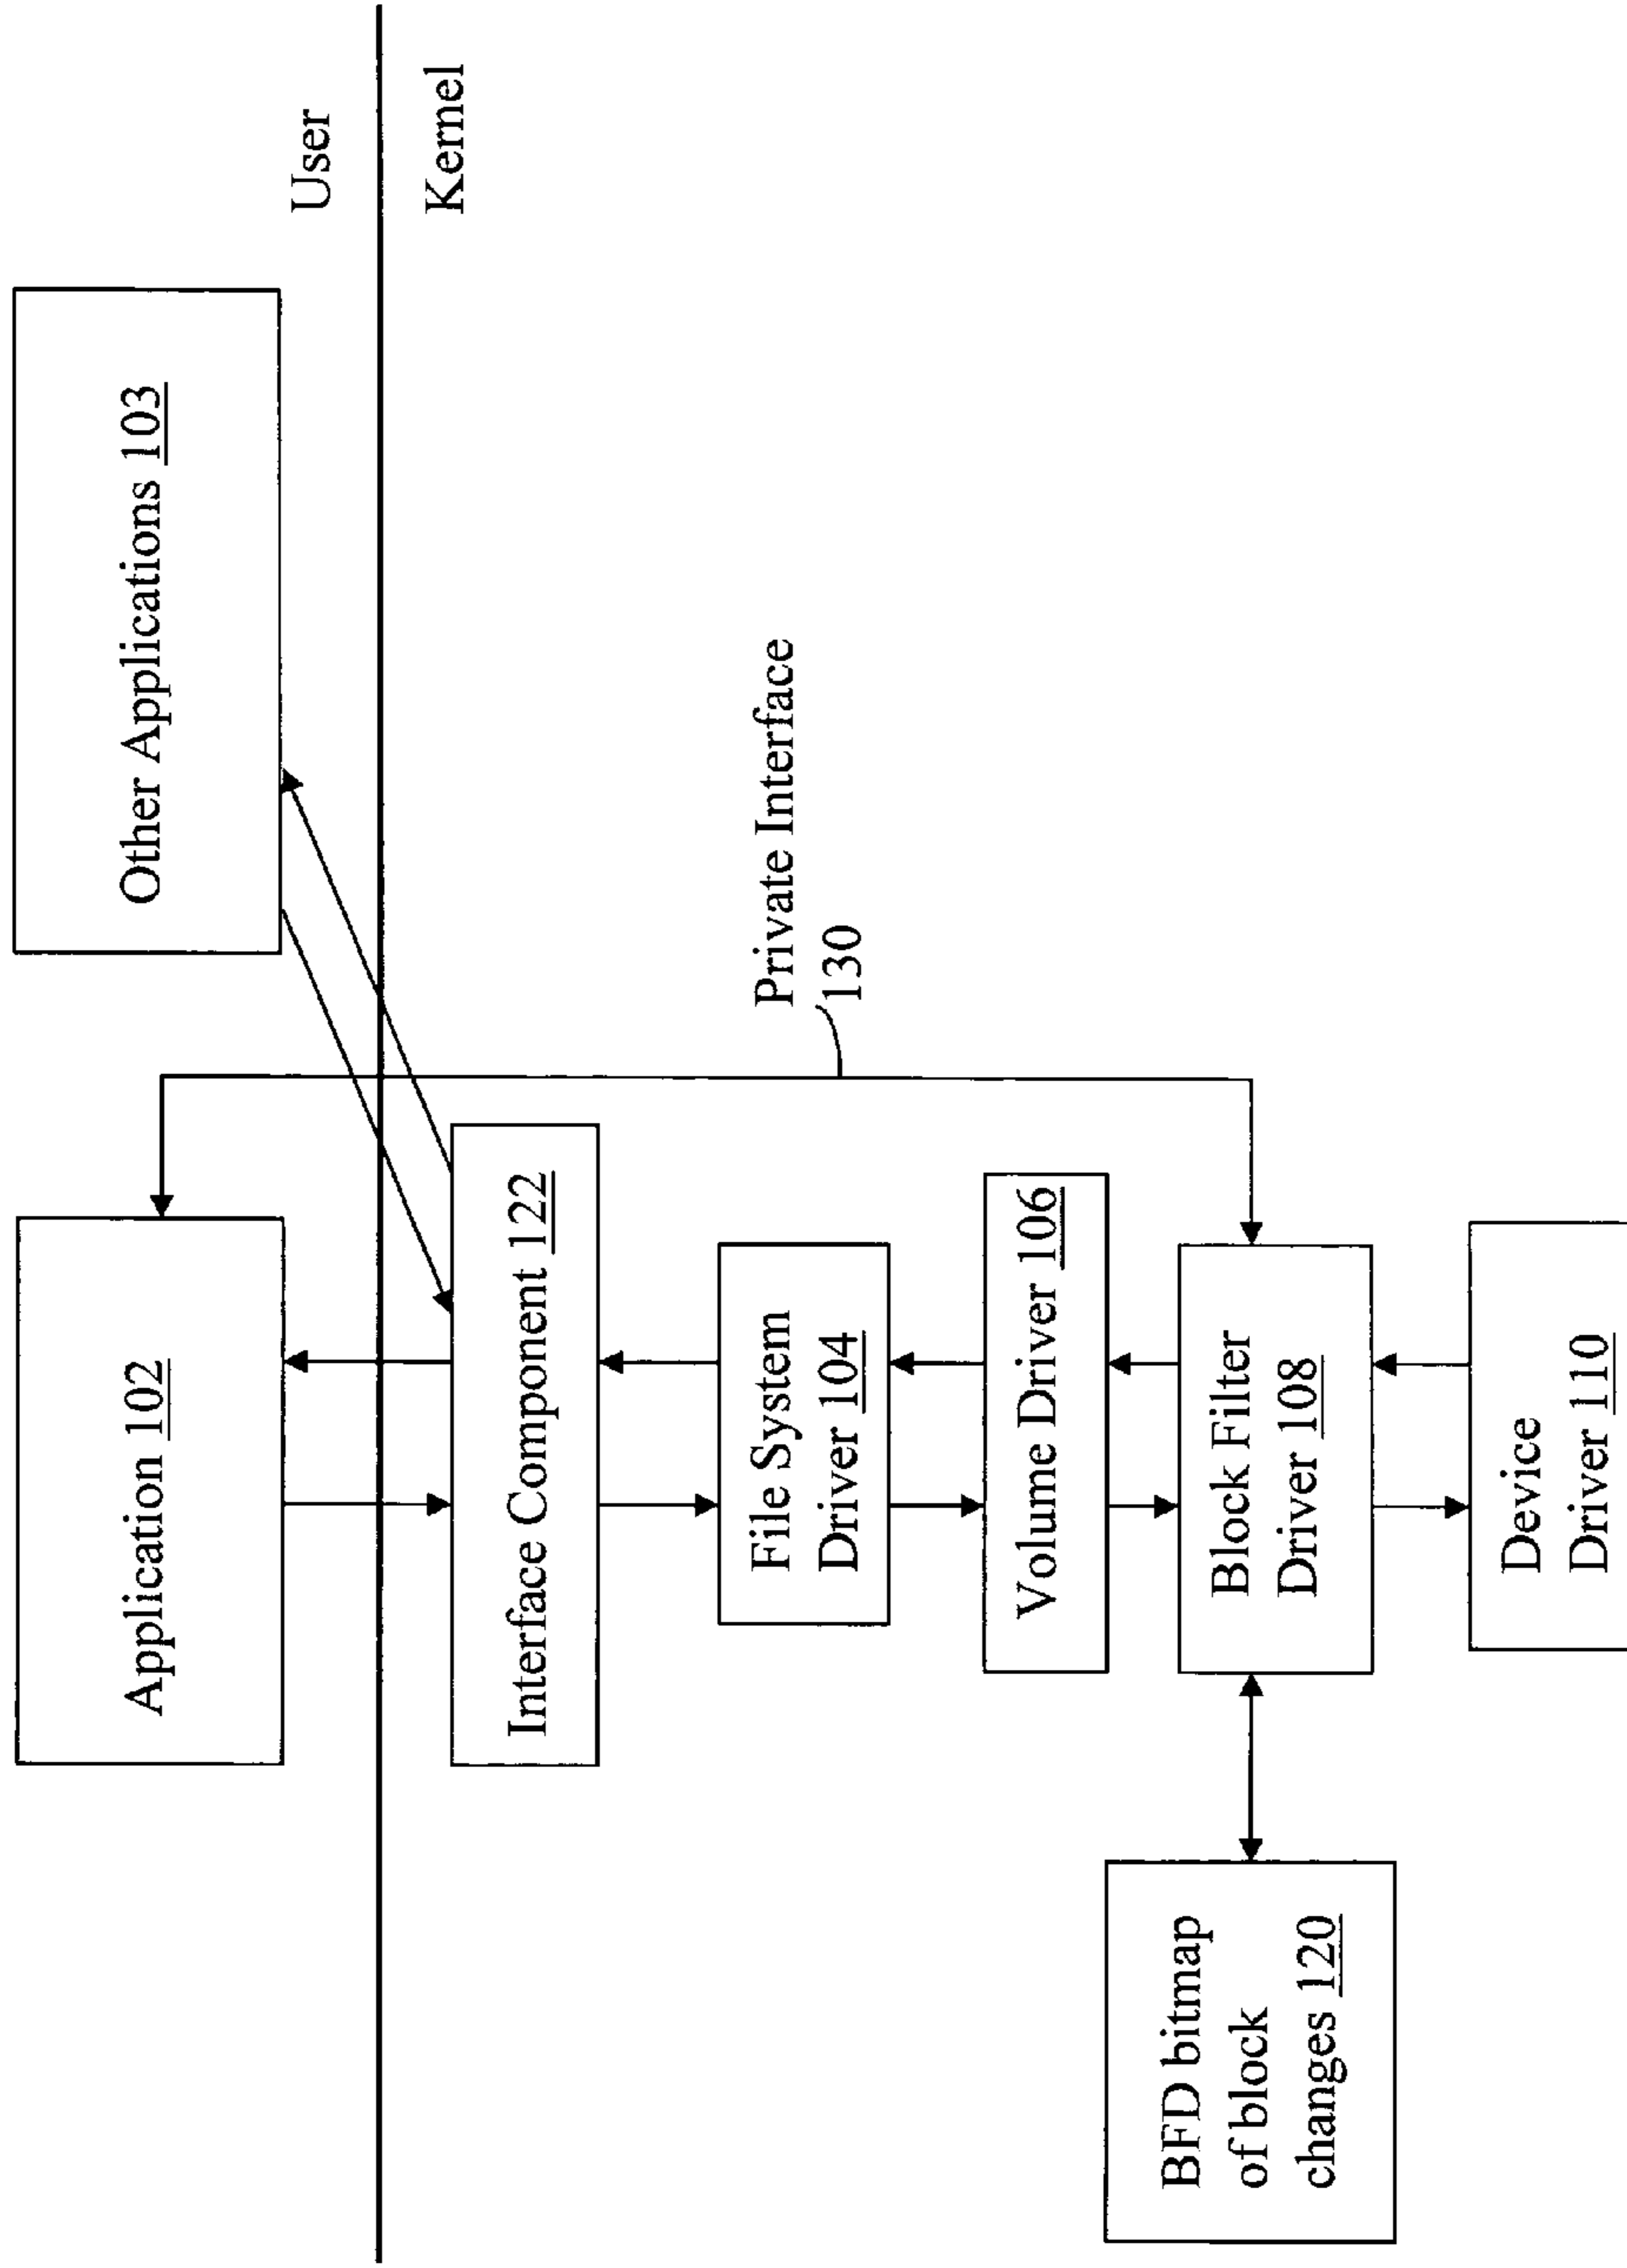 Application 102
Other Applications 103
User
Kernel
Interface Component 122
File System
Driver 104
Private Interface
130
Volume Driver 106
BFD bitmap
of block
changes 120
Block Filter
Driver 108
Device
Driver 110